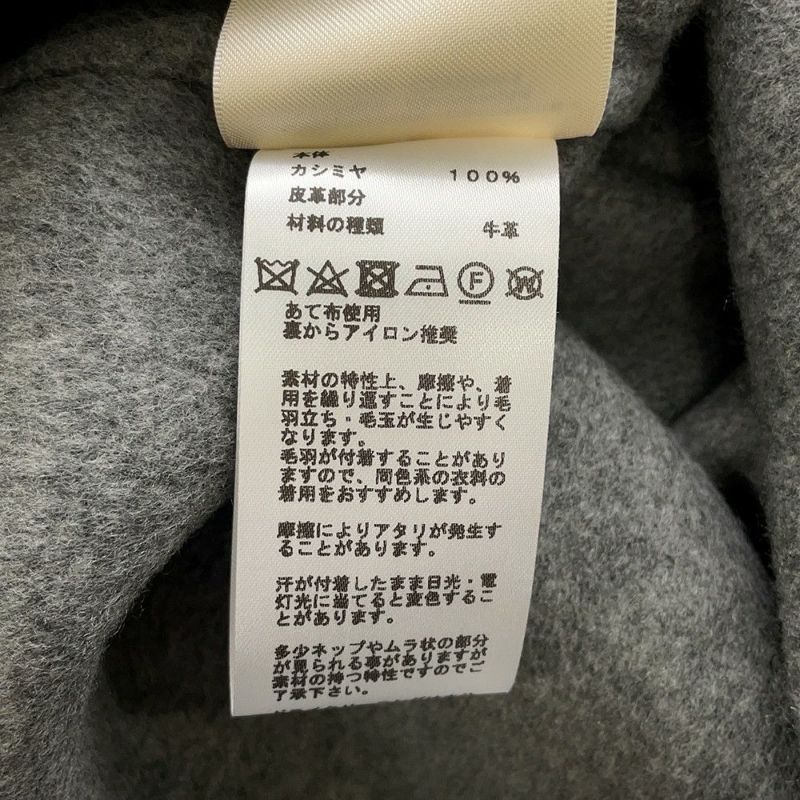 本体
カシミヤ 100%
皮革部分
材料の種類 牛革
F W
あて布使用
裏からアイロン推奨
素材の特性上、摩擦や、着
用を繰り返すことにより毛
羽立ち・毛玉が生じやすく
なります。
毛羽が付着することがあり
ますので、同色系の衣料の
着用をおすすめします。
摩擦によりアタリが発生す
ることがあります。
汗が付着したまま日光・電
灯光に当てると変色するこ
とがあります。
多少ネップやムラ状の部分
が見られる事がありますが
素材の持つ特性ですのでご
了承下さい。